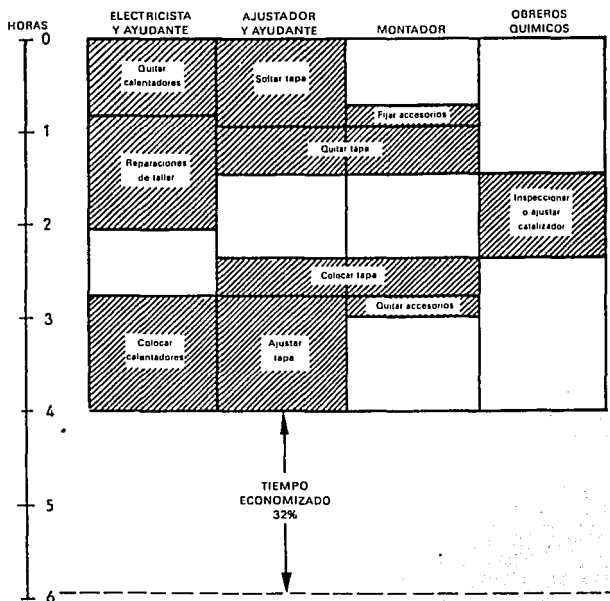 HORAS
ELECTRICISTA
Y AYUDANTE
AJUSTADOR
Y AYUDANTE
MONTADOR
OBREROS
QUIMICOS
0
Quitar
calentadores
Soltar tapa
Fijar accesorios
1
Quitar tapa
Reparaciones
de taller
Inspeccionar
o ajustar
catalizador
2
Colocar tapa
Quitar accesorios
3
Colocar
calentadores
Ajustar
tapa
4
TIEMPO
ECONOMIZADO
32%
5
6